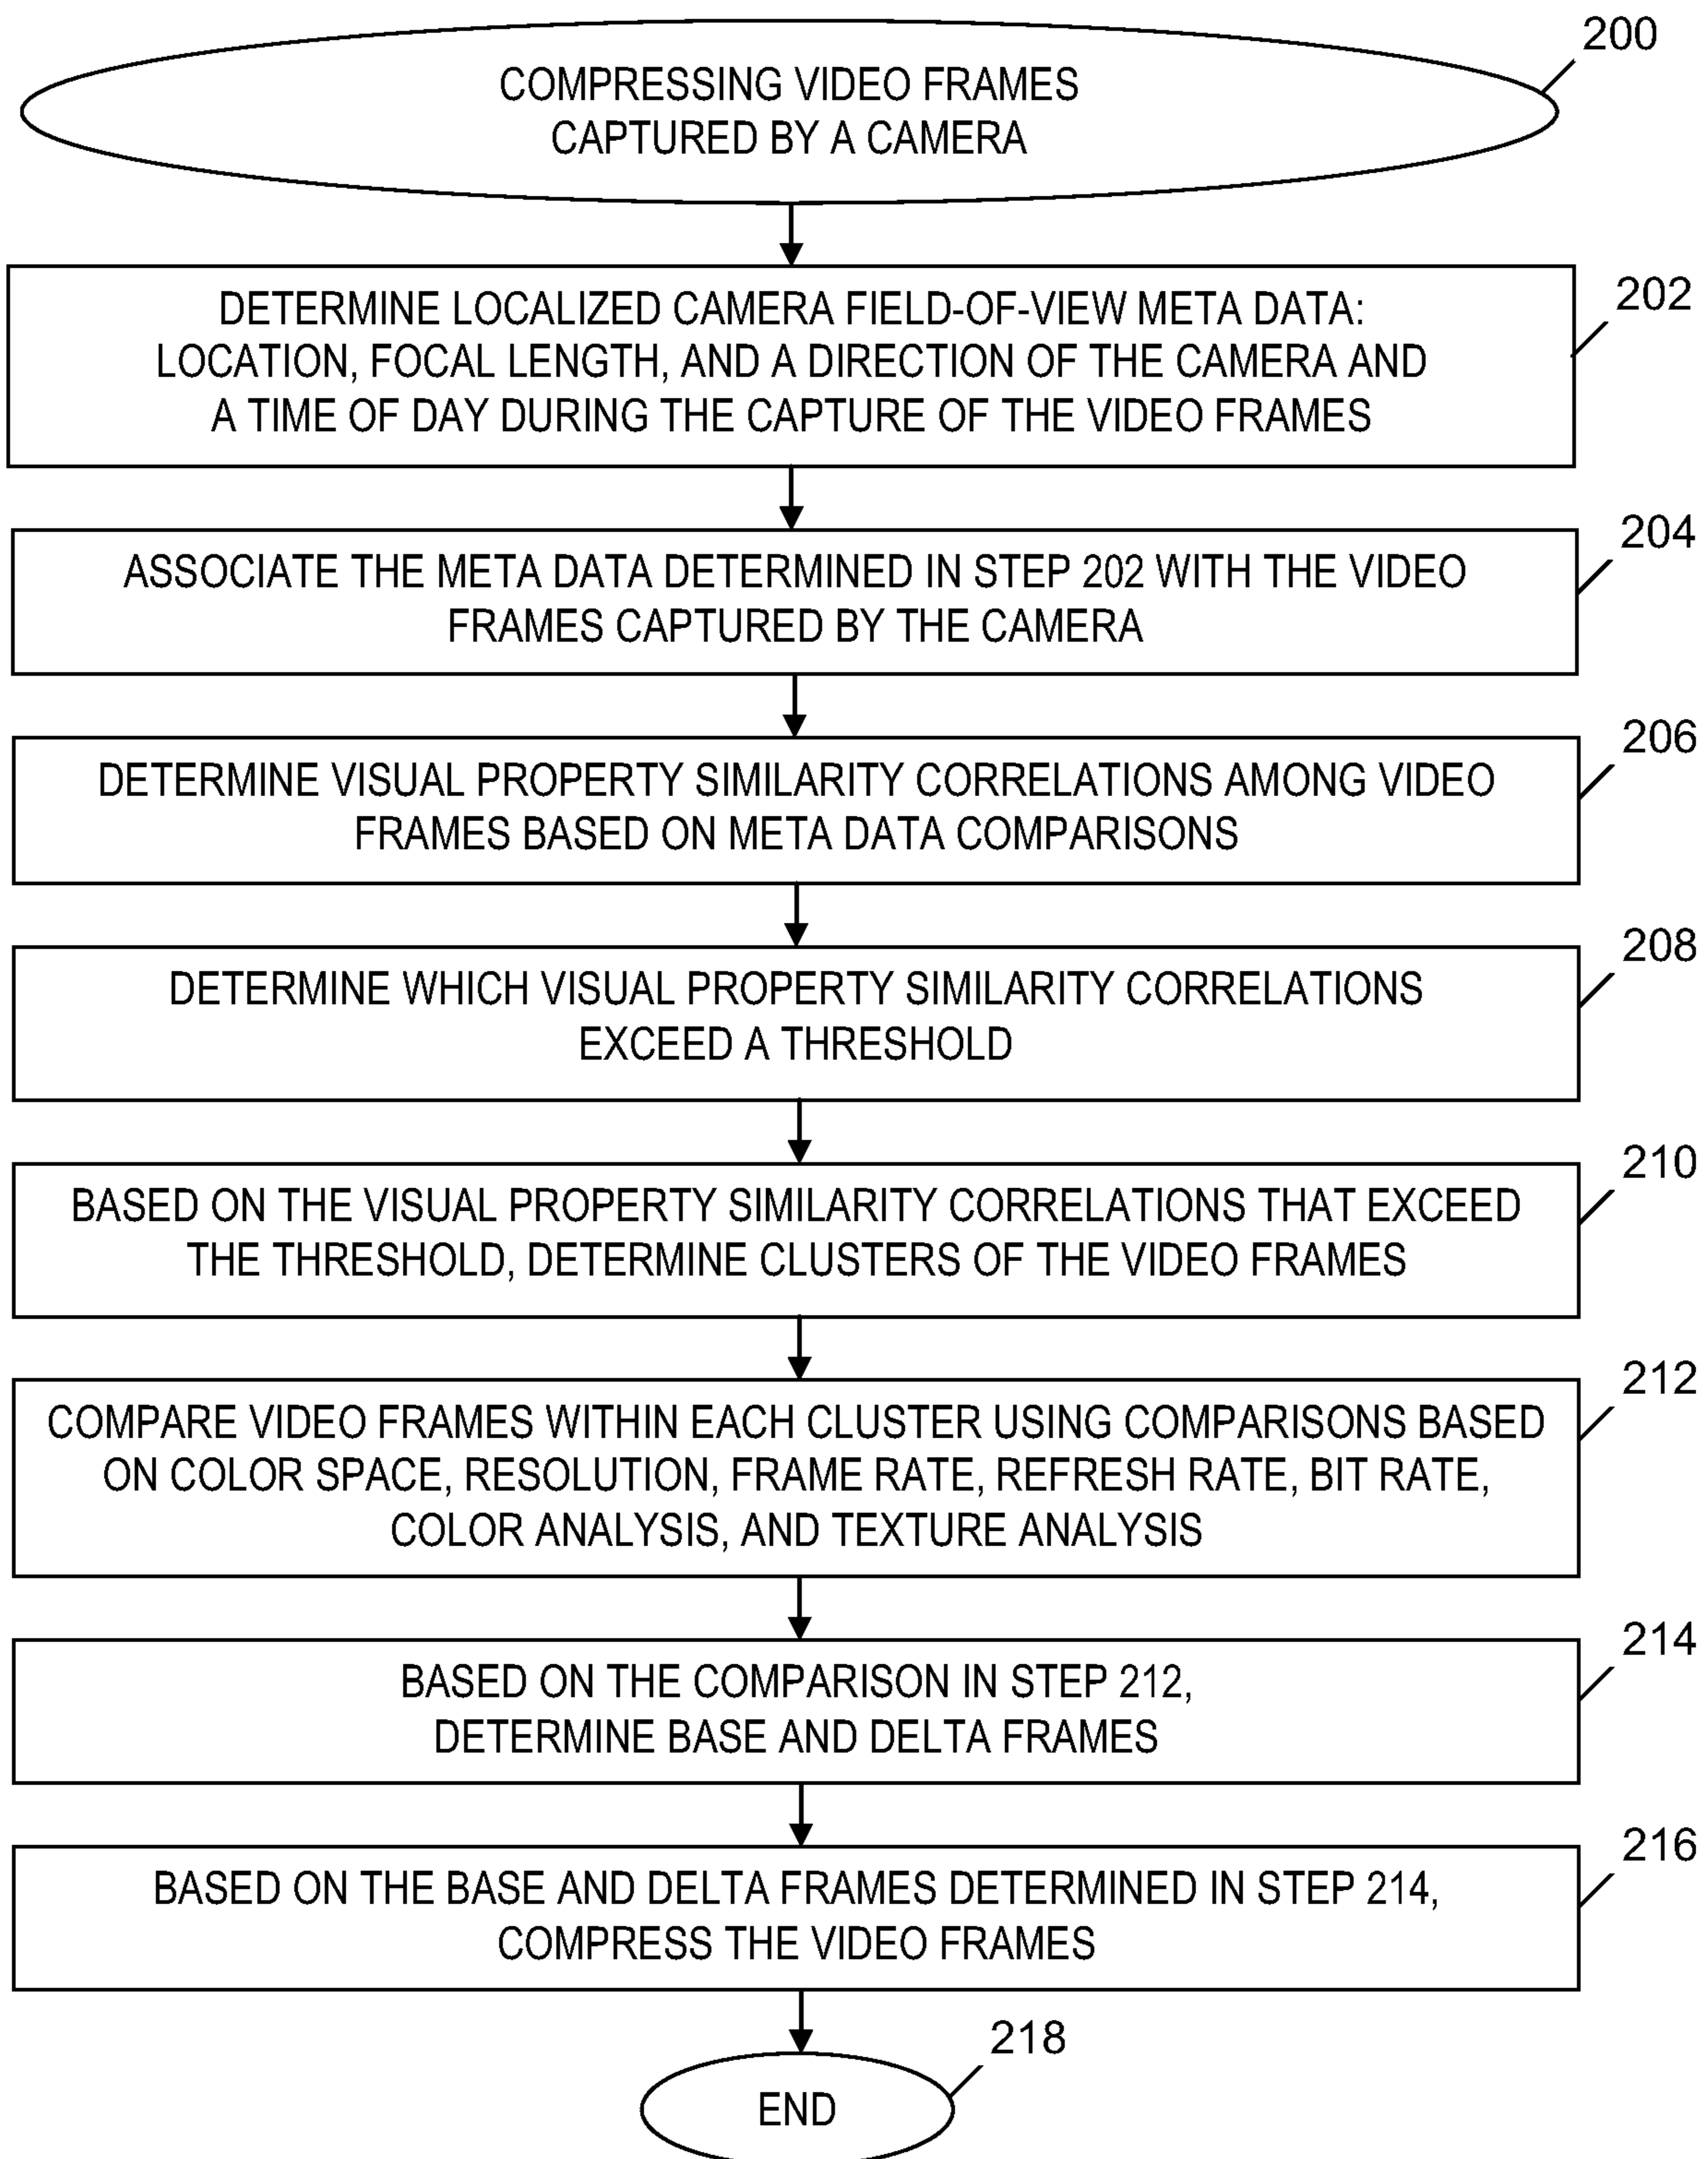 200
COMPRESSING VIDEO FRAMES
CAPTURED BY A CAMERA
202
DETERMINE LOCALIZED CAMERA FIELD-OF-VIEW META DATA:
LOCATION, FOCAL LENGTH, AND A DIRECTION OF THE CAMERA AND
A TIME OF DAY DURING THE CAPTURE OF THE VIDEO FRAMES
204
ASSOCIATE THE META DATA DETERMINED IN STEP 202 WITH THE VIDEO
FRAMES CAPTURED BY THE CAMERA
206
DETERMINE VISUAL PROPERTY SIMILARITY CORRELATIONS AMONG VIDEO
FRAMES BASED ON META DATA COMPARISONS
208
DETERMINE WHICH VISUAL PROPERTY SIMILARITY CORRELATIONS
EXCEED A THRESHOLD
210
BASED ON THE VISUAL PROPERTY SIMILARITY CORRELATIONS THAT EXCEED
THE THRESHOLD, DETERMINE CLUSTERS OF THE VIDEO FRAMES
212
COMPARE VIDEO FRAMES WITHIN EACH CLUSTER USING COMPARISONS BASED
ON COLOR SPACE, RESOLUTION, FRAME RATE, REFRESH RATE, BIT RATE,
COLOR ANALYSIS, AND TEXTURE ANALYSIS
214
BASED ON THE COMPARISON IN STEP 212,
DETERMINE BASE AND DELTA FRAMES
216
BASED ON THE BASE AND DELTA FRAMES DETERMINED IN STEP 214,
COMPRESS THE VIDEO FRAMES
218
END